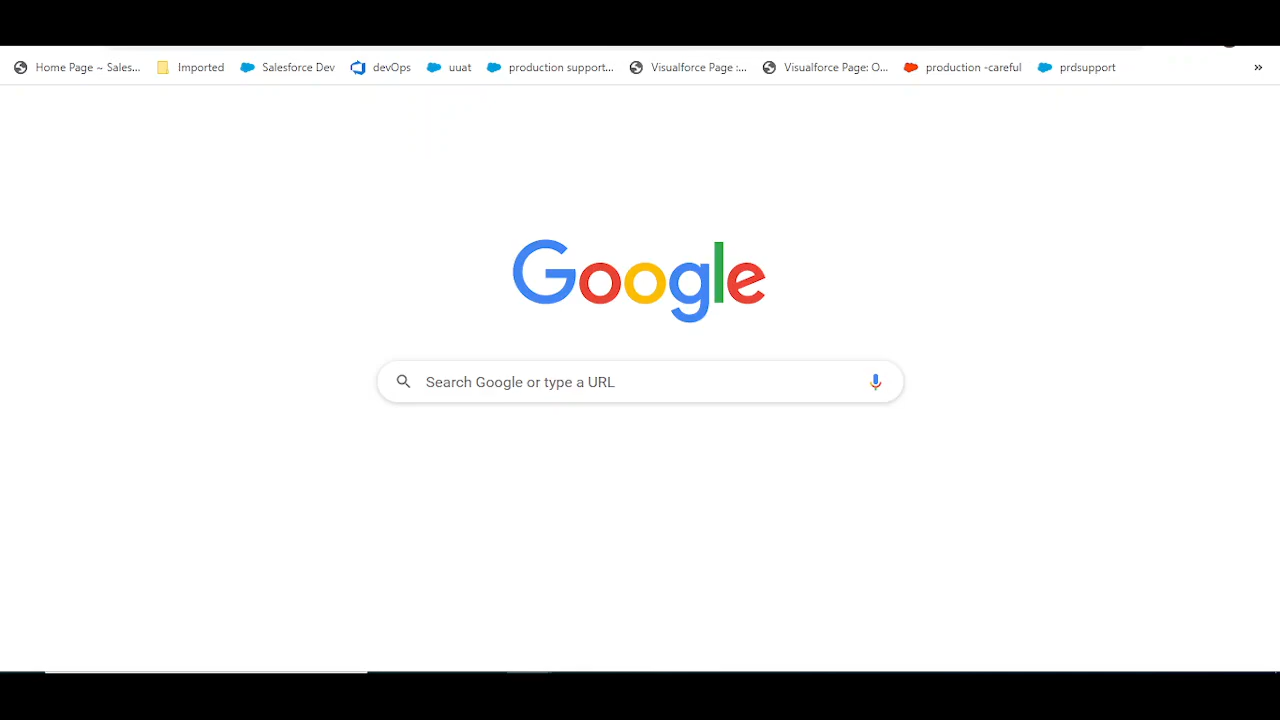 Home Page ~ Sales... Imported Salesforce Dev devOps uuat production support... Visualforce Page :... Visualforce Page: O... production -careful prdsupport »
Google
Search Google or type a URL